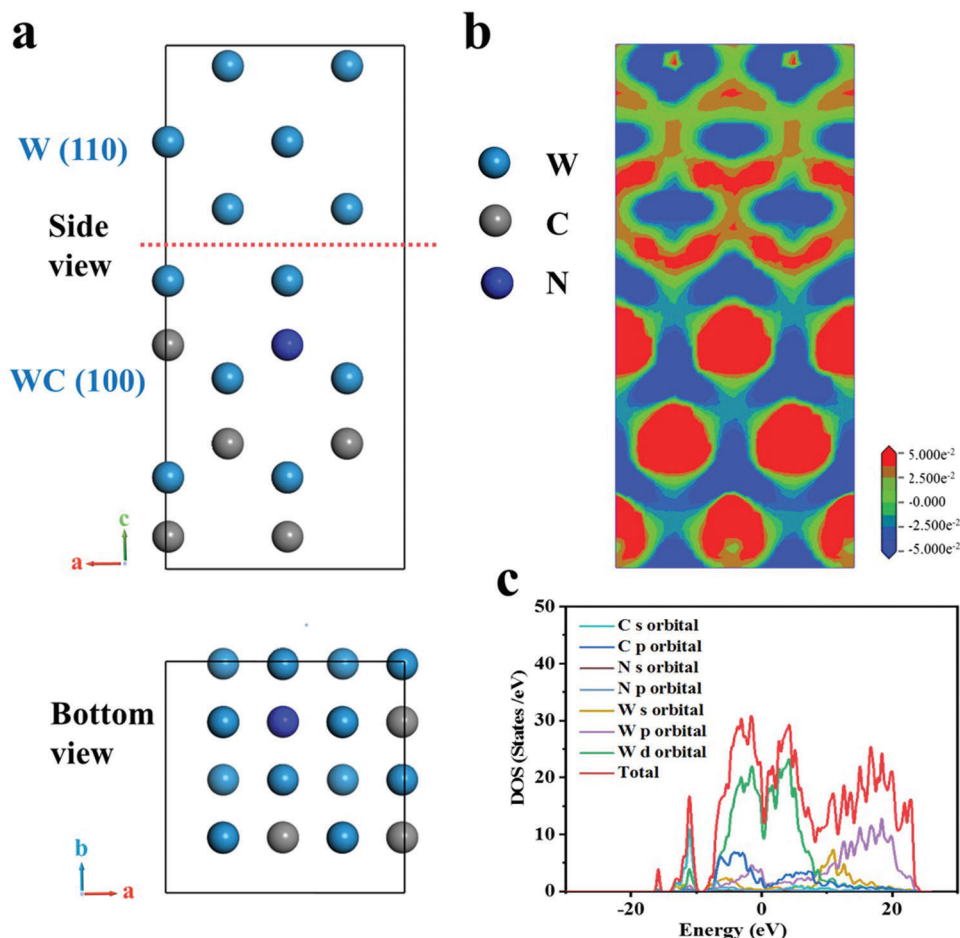 a
W (110)
Side
view
WC (100)
c
a
W
C
N
b
5.000e-2
2.500e-2
-0.000
-2.500e-2
-5.000e-2
Bottom
view
b
a
c
50
40
30
20
10
0
DOS (States /eV)
C s orbital
C p orbital
N s orbital
N p orbital
W s orbital
W p orbital
W d orbital
Total
-20
0
20
Energy (eV)